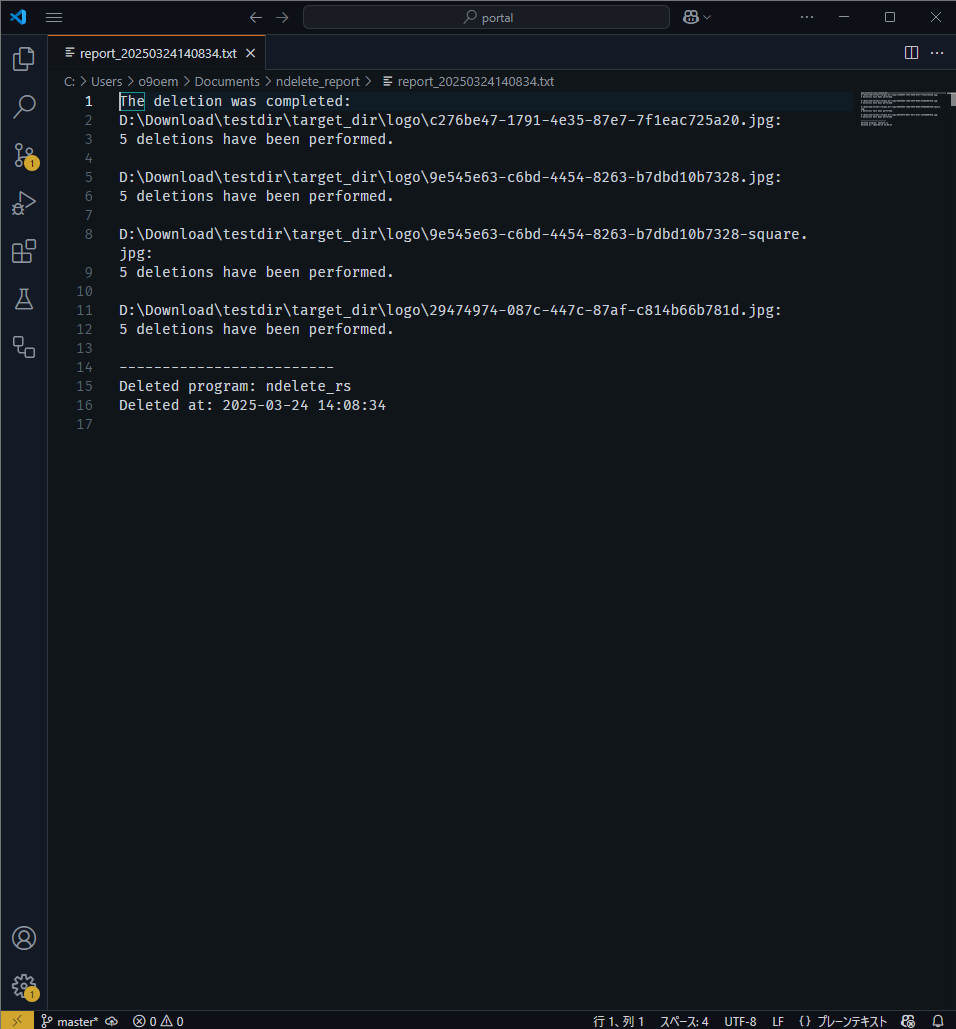 portal
report_20250324140834.txt
C: > Users > o9oem > Documents > ndelete_report > report_20250324140834.txt
1 The deletion was completed:
2 D:\Download\testdir\target_dir\logo\c276be47-1791-4e35-87e7-7f1eac725a20.jpg:
3 5 deletions have been performed.
4
5 D:\Download\testdir\target_dir\logo\9e545e63-c6bd-4454-8263-b7dbd10b7328.jpg:
6 5 deletions have been performed.
7
8 D:\Download\testdir\target_dir\logo\9e545e63-c6bd-4454-8263-b7dbd10b7328-square.
jpg:
9 5 deletions have been performed.
10
11 D:\Download\testdir\target_dir\logo\29474974-087c-447c-87af-c814b66b781d.jpg:
12 5 deletions have been performed.
13
14 -------------------------
15 Deleted program: ndelete_rs
16 Deleted at: 2025-03-24 14:08:34
17
1
1
master* 0 0 行 1、列 1 スペース: 4 UTF-8 LF {} プレーンテキスト